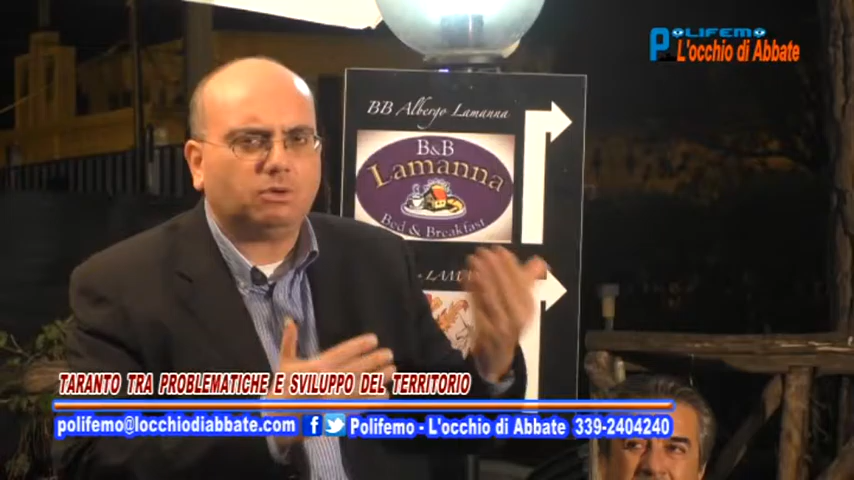 POLIFEMO
L'occhio di Abbate
BB Albergo Lamanna
B&B
Lamanna
Bed & Breakfast
TARANTO TRA PROBLEMATICHE E SVILUPPO DEL TERRITORIO
polifemo@locchiodiabbate.com
Polifemo - L'occhio di Abbate 339-2404240